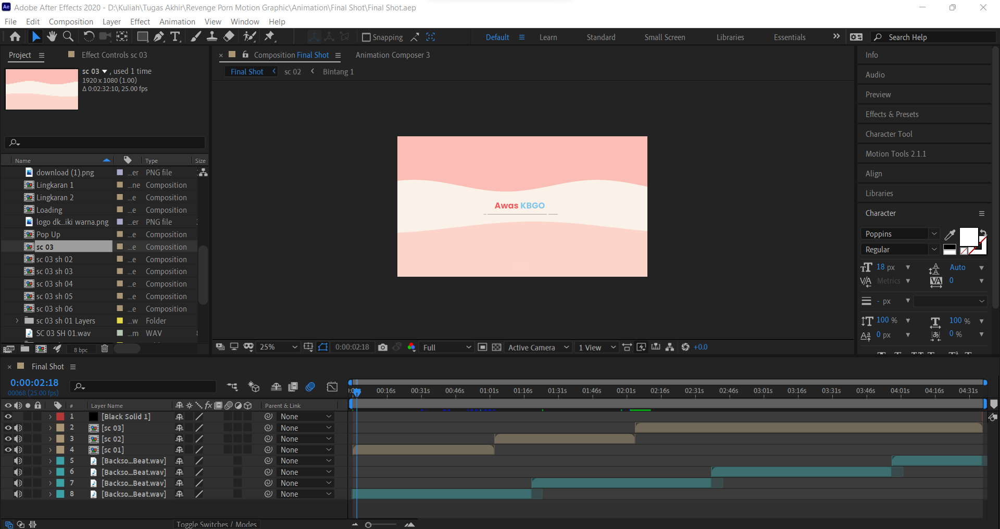 Adobe After Effects 2020 - D:\Kuliah\Tugas Akhir\Revenge Porn Motion Graphic\Animation\Final Shot\Final Shot.aep
File Edit Composition Layer Effect Animation View Window Help
Snapping Default Learn Standard Small Screen Libraries Essentials Search Help
Project Effect Controls sc 03
Composition Final Shot Animation Composer 3
Final Shot sc 02 Bintang 1
sc 03 , used 1 time
1920 x 1080 (1.00)
Δ 0:02:32:10, 25.00 fps
Name Type Size
download (1).png ...er PNG file
Lingkaran 1 ...ne Composition
Lingkaran 2 ...e Composition
Loading ...e Composition
logo dk...iki warna.png ...er PNG file
Pop Up ...e Composition
sc 03 ...e Composition
sc 03 sh 02 ...e Composition
sc 03 sh 03 ...e Composition
sc 03 sh 04 ...e Composition
sc 03 sh 05 ...e Composition
sc 03 sh 06 ...e Composition
sc 03 sh 01 Layers ...w Folder
SC 03 SH 01.wav ...m WAV
8 bpc
Awas KBGO
25% 0:00:02:18 Full Active Camera 1 View +0.0
Info
Audio
Preview
Effects & Presets
Character Tool
Motion Tools 2.1.1
Align
Libraries
Character
Poppins
Regular
18 px Auto
Metrics 0
- px
100 % 100 %
0 px 0 %
Final Shot
0:00:02:18
00068 (25.00 fps)
00:16s 00:31s 00:46s 01:01s 01:16s 01:31s 01:46s 02:01s 02:16s 02:31s 02:46s 03:01s 03:16s 03:31s 03:46s 04:01s 04:16s 04:31s
# Layer Name Parent & Link
1 [Black Solid 1] None
2 [sc 03] None
3 [sc 02] None
4 [sc 01] None
5 [Backso...Beat.wav] None
6 [Backso...Beat.wav] None
7 [Backso...Beat.wav] None
8 [Backso...Beat.wav] None
Toggle Switches / Modes